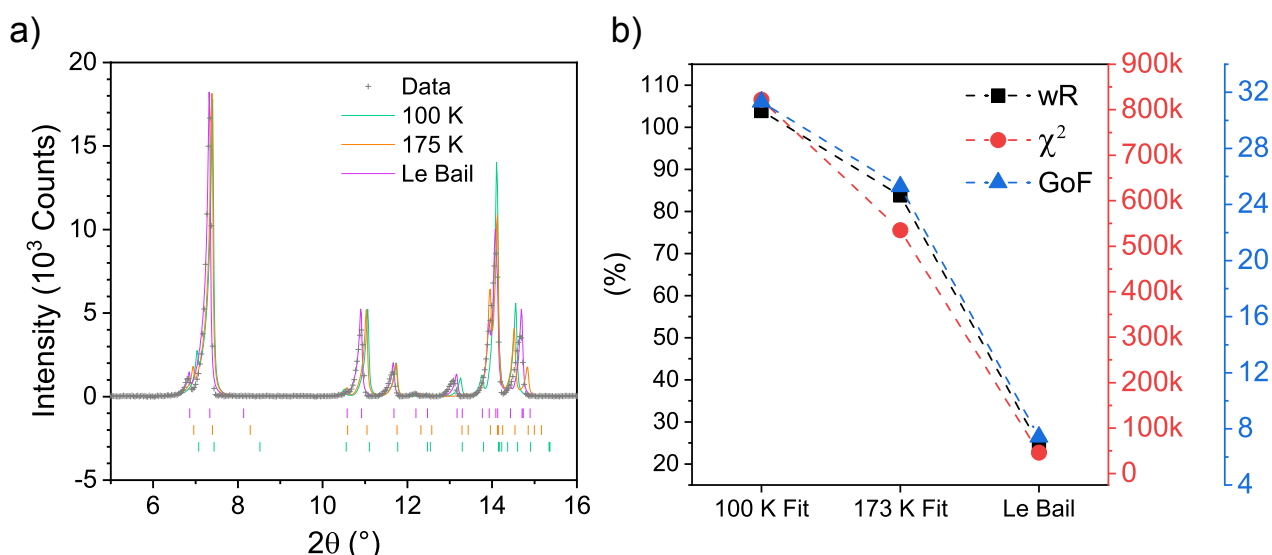 a)
Intensity (10³ Counts)
20
15
10
5
0
-5
6
8
10
12
14
16
2θ (°)
Data
100 K
175 K
Le Bail
b)
(%)
110
100
90
80
70
60
50
40
30
20
100 K Fit
173 K Fit
Le Bail
wR
χ²
GoF
900k
800k
700k
600k
500k
400k
300k
200k
100k
0
32
28
24
22
16
12
8
4